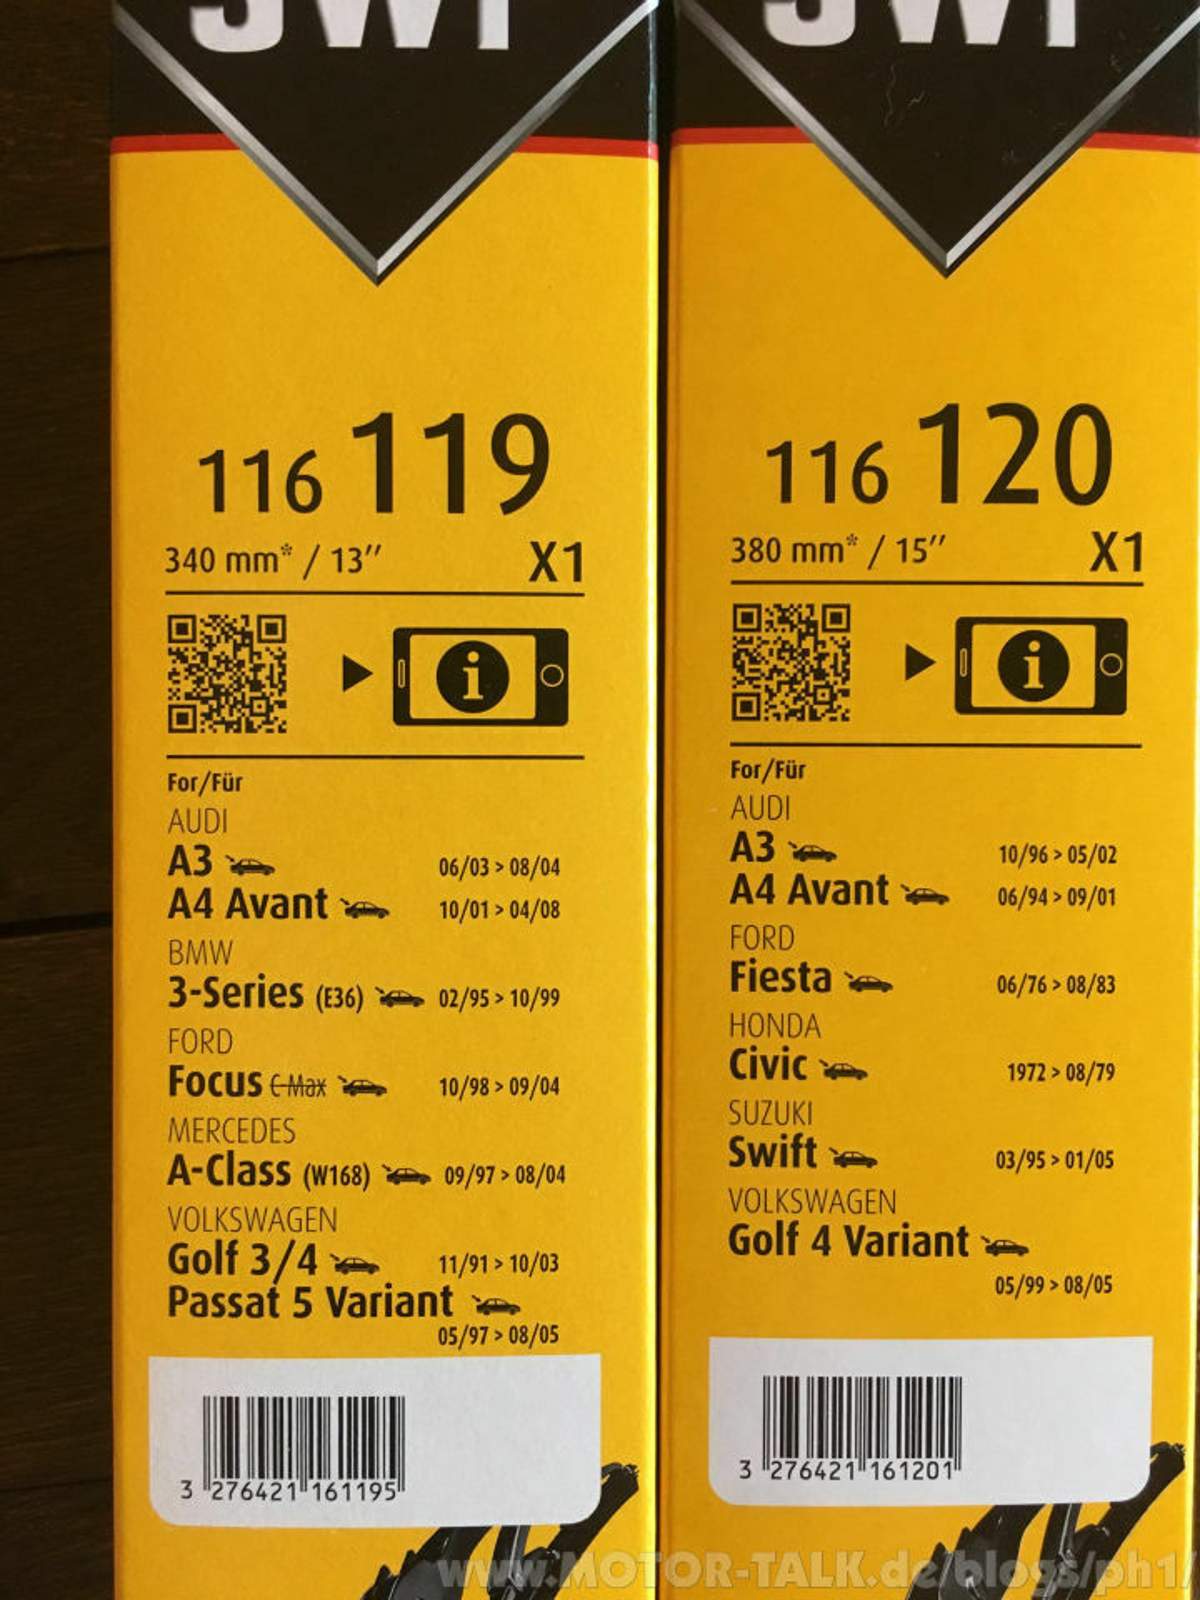 SWF
116 119
340 mm* / 13’’ X1
For/Für
AUDI
A3 06/03 > 08/04
A4 Avant 10/01 > 04/08
BMW
3-Series (E36) 02/95 > 10/99
FORD
Focus C-Max 10/98 > 09/04
MERCEDES
A-Class (W168) 09/97 > 08/04
VOLKSWAGEN
Golf 3/4 11/91 > 10/03
Passat 5 Variant
05/97 > 08/05
3 276421 161195
SWF
116 120
380 mm* / 15’’ X1
For/Für
AUDI
A3 10/96 > 05/02
A4 Avant 06/94 > 09/01
FORD
Fiesta 06/76 > 08/83
HONDA
Civic 1972 > 08/79
SUZUKI
Swift 03/95 > 01/05
VOLKSWAGEN
Golf 4 Variant
05/99 > 08/05
3 276421 161201
www.MOTOR-TALK.de/blogs/ph1/